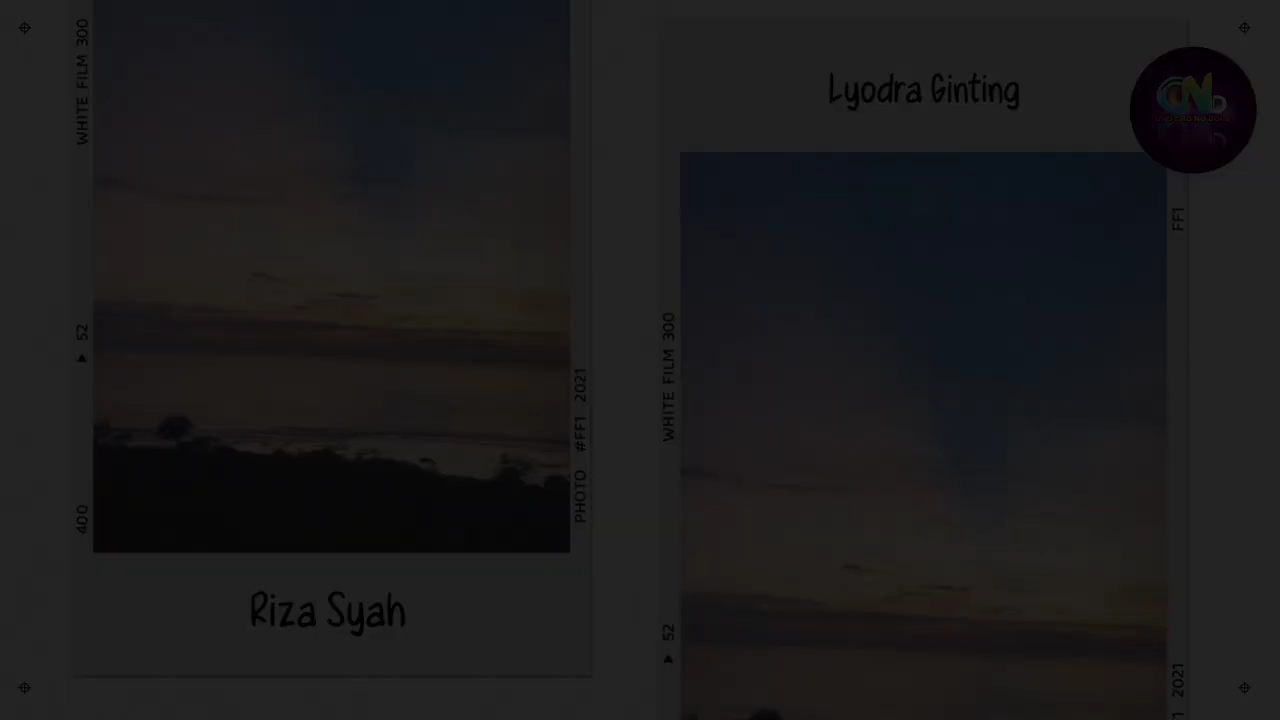 WHITE FILM 300
52
400
PHOTO #FF1 2021
Riza Syah
Lyodra Ginting
WHITE FILM 300
52
FF1
2021